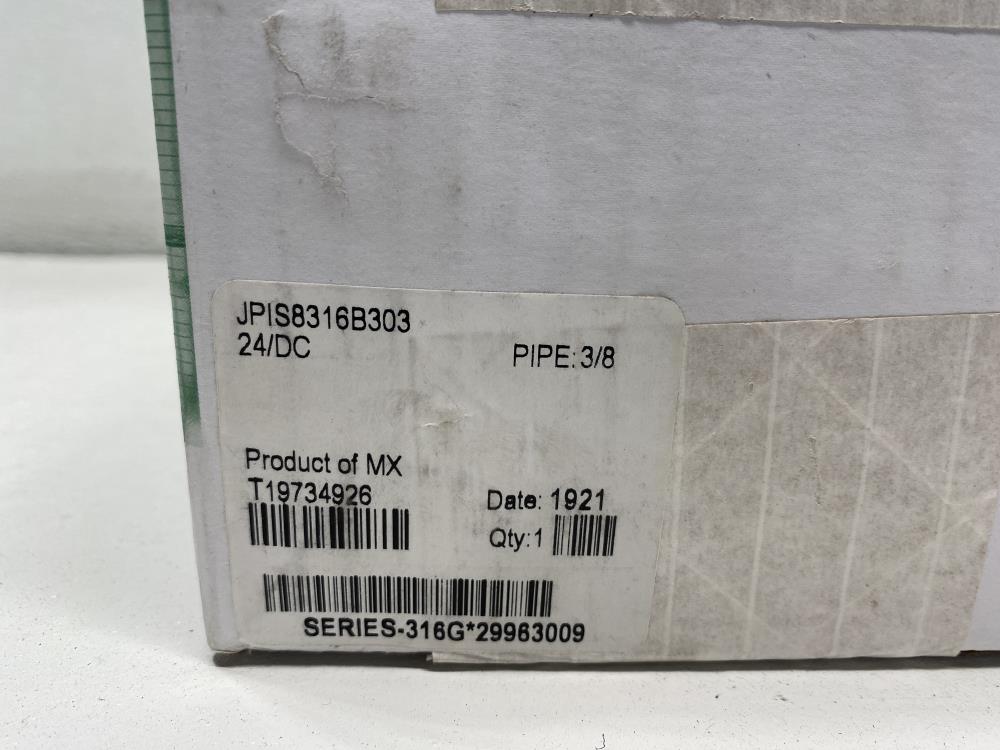 JPIS8316B303
24/DC
PIPE: 3/8
Product of MX
T19734926
Date: 1921
Qty:1
SERIES-316G*29963009